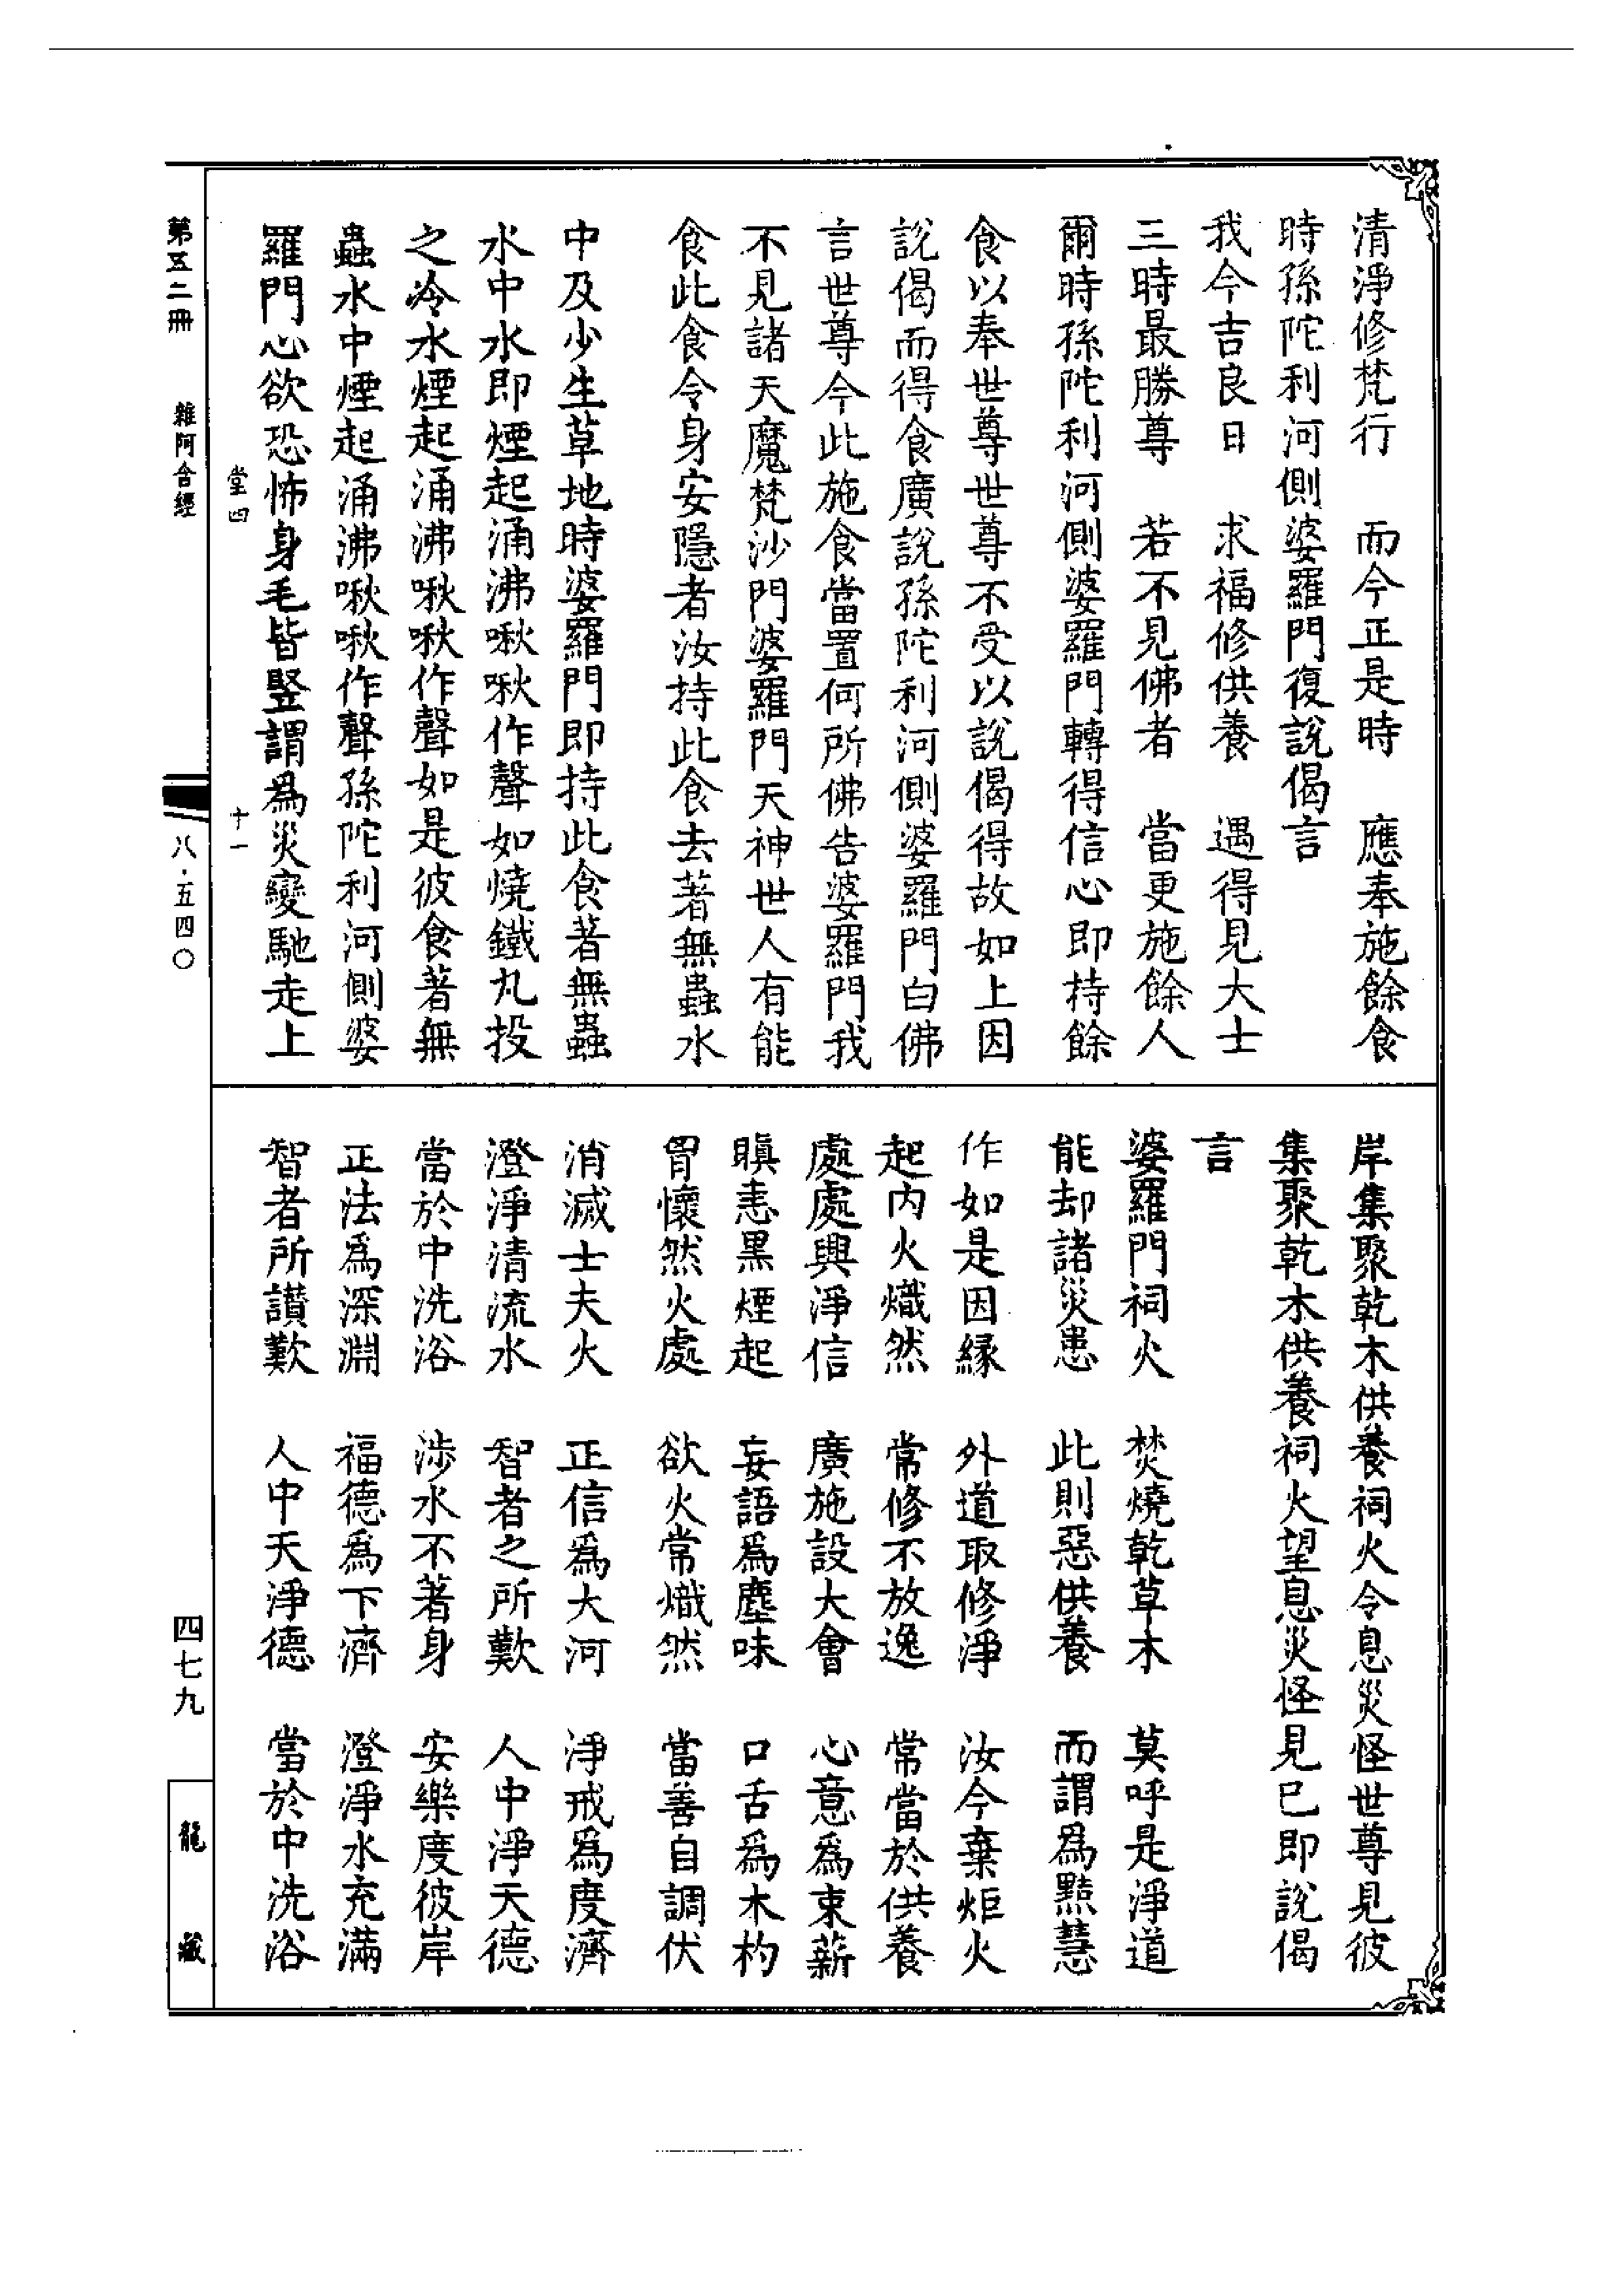 清淨修梵行　而今正是時　應奉施餘食
時孫陀利河側婆羅門復說偈言
我今吉良日　求福修供養　遇得見大士
三時最勝尊　若不見佛者　當更施餘人
爾時孫陀利河側婆羅門轉得信心即持餘
食以奉世尊世尊不受以說偈得故如上因
說偈而得食廣說孫陀利河側婆羅門白佛
言世尊今此施食當置何所佛告婆羅門我
不見諸天魔梵沙門婆羅門天神世人有能
食此食令身安隱者汝持此食去著無蟲水
中及少生草地時婆羅門即持此食著無蟲
水中水即煙起涌沸啾啾作聲如燒鐵丸投
之冷水煙起涌沸啾啾作聲如是彼食著無
蟲水中煙起涌沸啾啾作聲孫陀利河側婆
羅門心欲恐怖身毛皆豎謂爲災變馳走上
岸集聚乾木供養祠火令息災怪世尊見彼
集聚乾木供養祠火望息災怪見已即說偈
言
婆羅門祠火　焚燒乾草木　莫呼是淨道
能却諸災患　此則惡供養　而謂爲黠慧
作如是因緣　外道取修淨　汝今棄炬火
起內火熾然　常修不放逸　常當於供養
處處興淨信　廣施設大會　心意爲束薪
瞋恚黑煙起　妄語爲塵味　口舌爲木杓
胷懷然火處　欲火常熾然　當善自調伏
消滅士夫火　正信爲大河　淨戒爲度濟
澄淨清流水　智者之所歎　人中淨天德
當於中洗浴　涉水不著身　安樂度彼岸
正法爲深淵　福德爲下濟　澄淨水充滿
智者所讃歎　人中天淨德　當於中洗浴
堂四　十一
第五二冊　雜阿含經　八·五四〇　四七九　龍藏